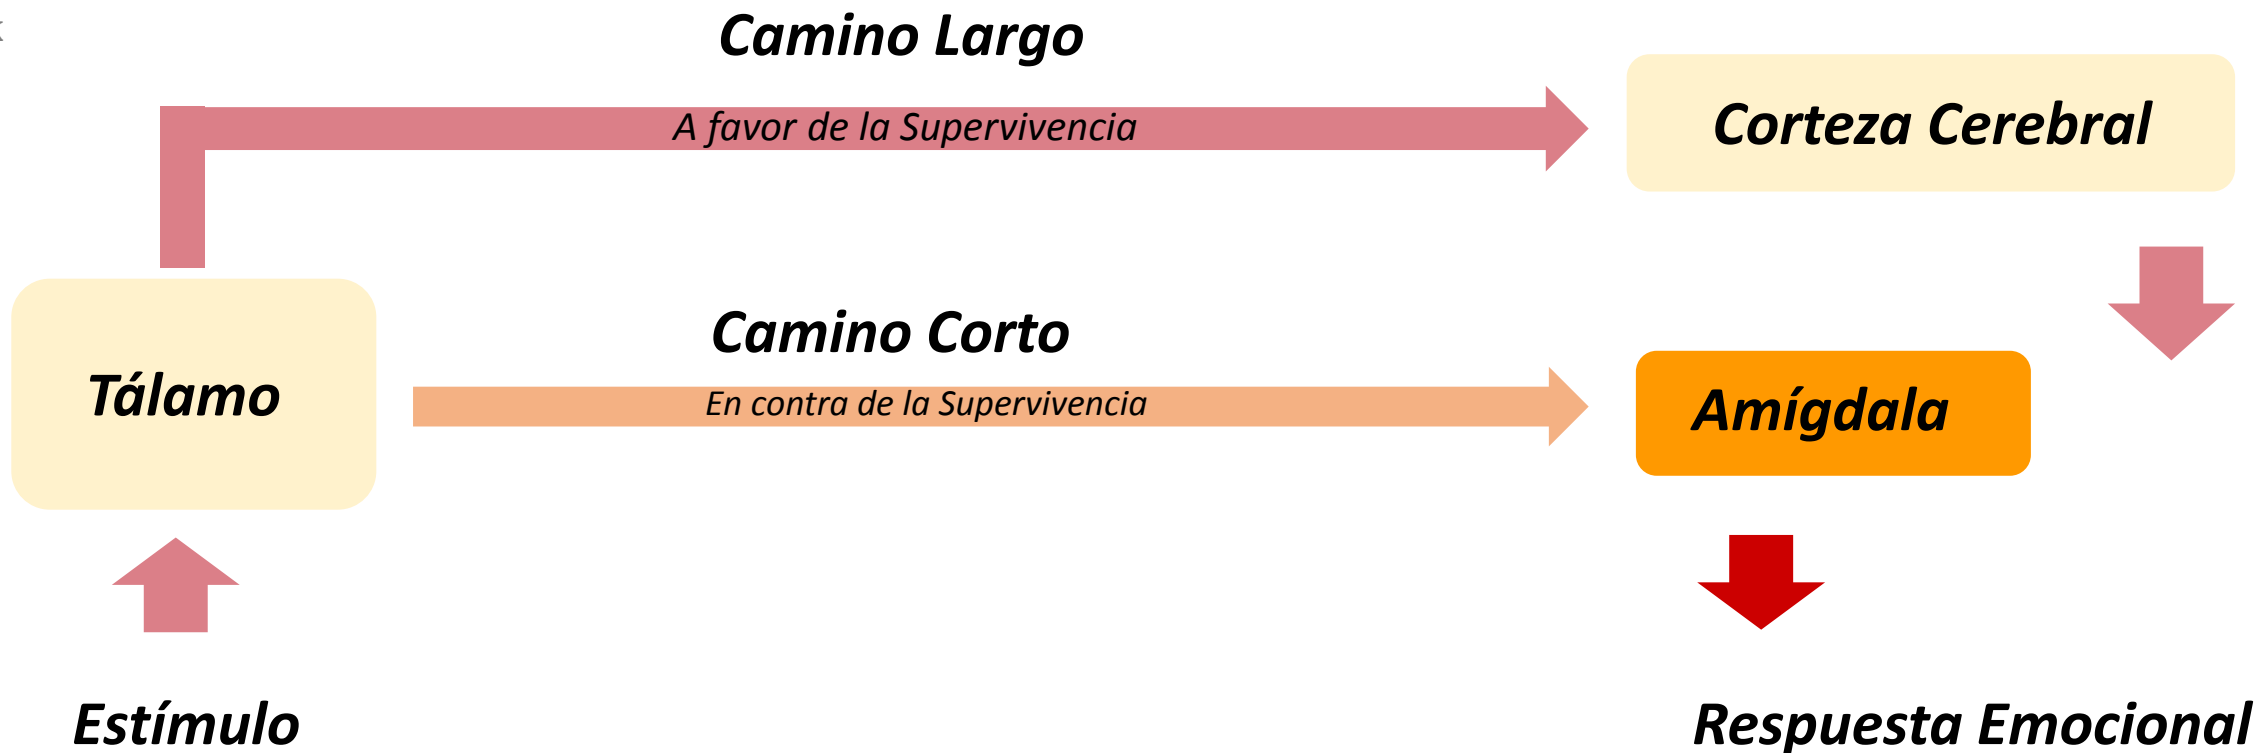 Camino Largo
A favor de la Supervivencia
Corteza Cerebral
Camino Corto
Tálamo
En contra de la Supervivencia
Amígdala
Estímulo
Respuesta Emocional